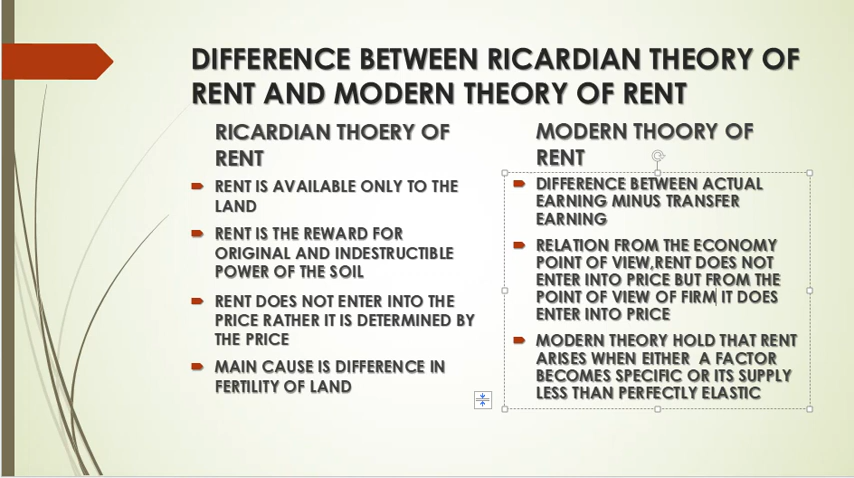 DIFFERENCE BETWEEN RICARDIAN THEORY OF
RENT AND MODERN THEORY OF RENT
RICARDIAN THOERY OF
RENT
RENT IS AVAILABLE ONLY TO THE
LAND
RENT IS THE REWARD FOR
ORIGINAL AND INDESTRUCTIBLE
POWER OF THE SOIL
RENT DOES NOT ENTER INTO THE
PRICE RATHER IT IS DETERMINED BY
THE PRICE
MAIN CAUSE IS DIFFERENCE IN
FERTILITY OF LAND
MODERN THOORY OF
RENT
DIFFERENCE BETWEEN ACTUAL
EARNING MINUS TRANSFER
EARNING
RELATION FROM THE ECONOMY
POINT OF VIEW,RENT DOES NOT
ENTER INTO PRICE BUT FROM THE
POINT OF VIEW OF FIRM IT DOES
ENTER INTO PRICE
MODERN THEORY HOLD THAT RENT
ARISES WHEN EITHER A FACTOR
BECOMES SPECIFIC OR ITS SUPPLY
LESS THAN PERFECTLY ELASTIC